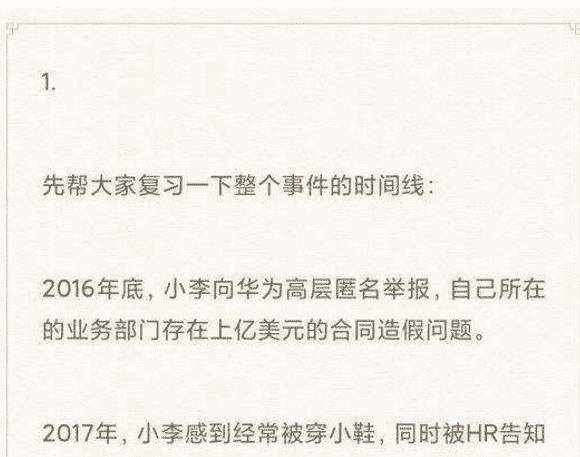 1.
先帮大家复习一下整个事件的时间线：
2016年底，小李向华为高层匿名举报，自己所在
的业务部门存在上亿美元的合同造假问题。
2017年，小李感到经常被穿小鞋，同时被HR告知